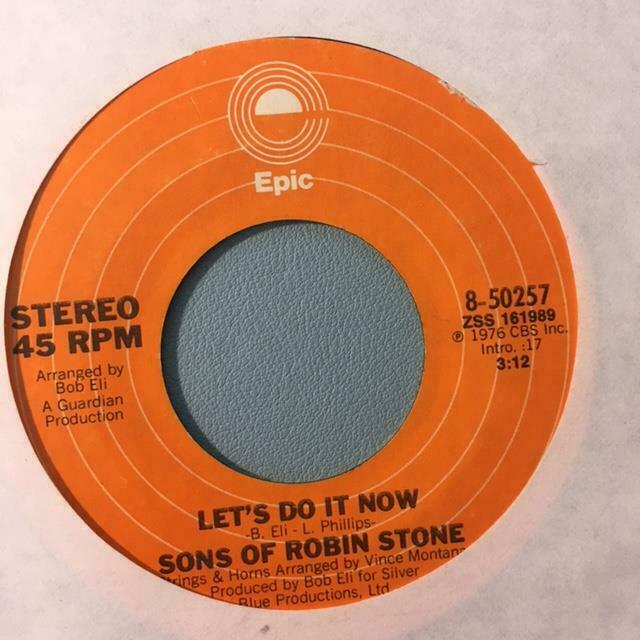 Epic
STEREO
45 RPM
Arranged by
Bob Eli
A Guardian
Production
8-50257
ZSS 161989
℗ 1976 CBS Inc.
Intro. :17
3:12
LET'S DO IT NOW
-B. Eli - L. Phillips-
SONS OF ROBIN STONE
& Horns Arranged by Vince
Produced by Bob Eli for Silver
Blue Productions, Ltd